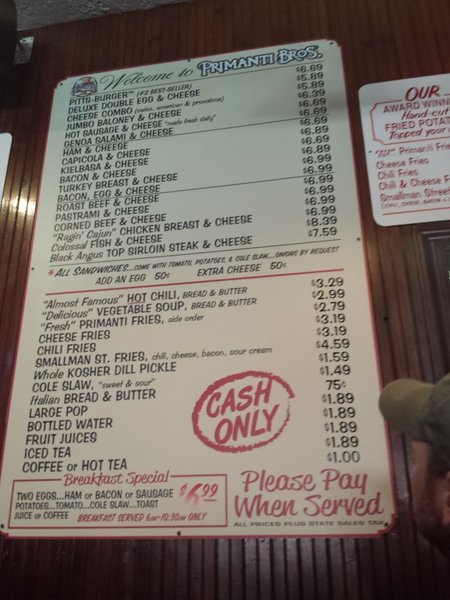 Welcome to PRIMANTI BROS.
PITTS-BURGER & CHEESE (#2 BEST-SELLER) $6.69
DELUXE DOUBLE EGG & CHEESE $5.89
CHEESE COMBO (swiss, american & provolone) $5.89
JUMBO BALONEY & CHEESE $6.39
HOT SAUSAGE & CHEESE "made fresh daily" $6.69
GENOA SALAMI & CHEESE $6.69
HAM & CHEESE $6.69
CAPICOLA & CHEESE $6.89
KIELBASA & CHEESE $6.89
BACON & CHEESE $6.99
TURKEY BREAST & CHEESE $6.99
BACON, EGG & CHEESE $6.99
ROAST BEEF & CHEESE $6.99
PASTRAMI & CHEESE $6.99
CORNED BEEF & CHEESE $6.99
"Ragin' Cajun" CHICKEN BREAST & CHEESE $6.99
Colossal FISH & CHEESE $8.39
Black Angus TOP SIRLOIN STEAK & CHEESE $7.59
* ALL SANDWICHES...COME WITH TOMATO, POTATOES, & COLE SLAW...ONIONS BY REQUEST
ADD AN EGG 50¢ EXTRA CHEESE 50¢
"Almost Famous" HOT CHILI, BREAD & BUTTER $3.29
"Delicious" VEGETABLE SOUP, BREAD & BUTTER $2.99
"Fresh" PRIMANTI FRIES, side order $2.79
CHEESE FRIES $3.19
CHILI FRIES $3.19
SMALLMAN ST. FRIES, chili, cheese, bacon, sour cream $4.59
Whole KOSHER DILL PICKLE $1.59
COLE SLAW, "sweet & sour" $1.49
Italian BREAD & BUTTER 75¢
LARGE POP $1.89
BOTTLED WATER $1.89
FRUIT JUICES $1.89
ICED TEA $1.89
COFFEE or HOT TEA $1.00
CASH
ONLY
Breakfast Special
TWO EGGS...HAM or BACON or SAUSAGE $6.99
POTATOES...TOMATO...COLE SLAW...TOAST
JUICE or COFFEE BREAKFAST SERVED 6AM-10:30AM ONLY
Please Pay
When Served
ALL PRICES PLUS STATE SALES TAX
OUR
AWARD WINN
Hand-cut
FRIED POTAT
Topped your
Primanti Frie
Cheese Fries
Chili Fries
Chili & Cheese F
Smallman Street